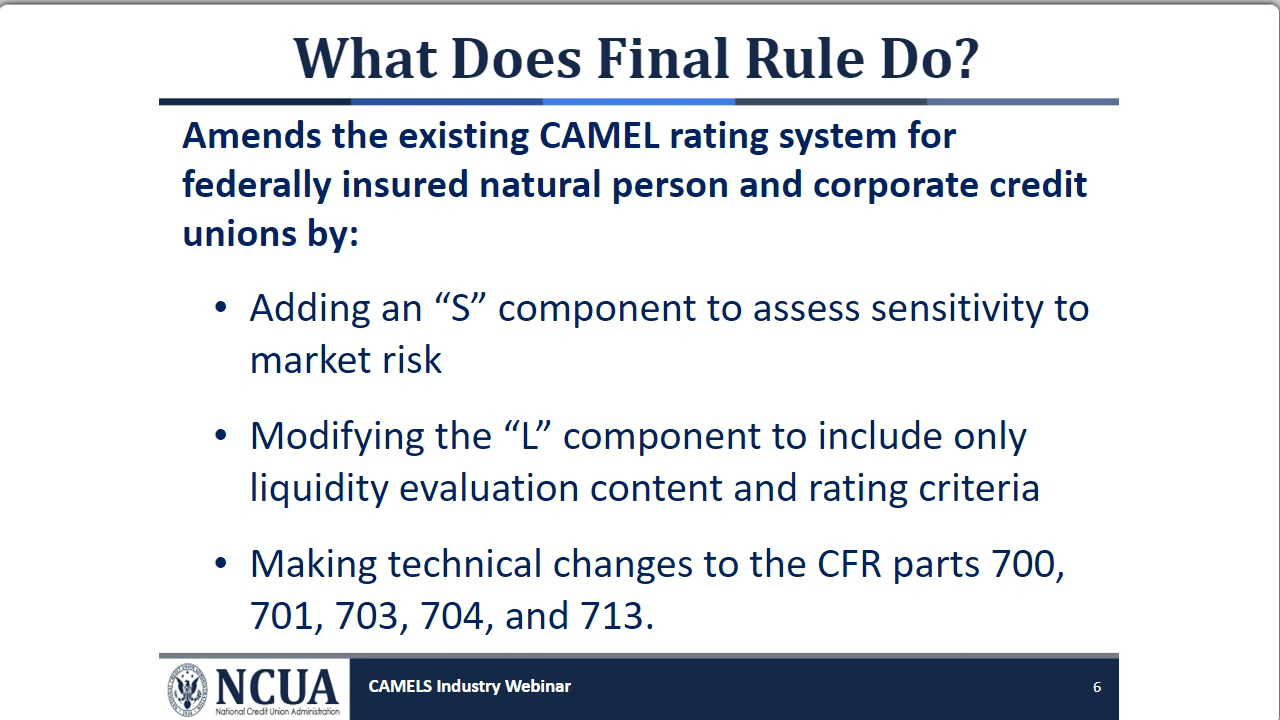 What Does Final Rule Do?
Amends the existing CAMEL rating system for
federally insured natural person and corporate credit
unions by:
• Adding an “S” component to assess sensitivity to
market risk
• Modifying the “L” component to include only
liquidity evaluation content and rating criteria
• Making technical changes to the CFR parts 700,
701, 703, 704, and 713.
NCUA
National Credit Union Administration
CAMELS Industry Webinar
6